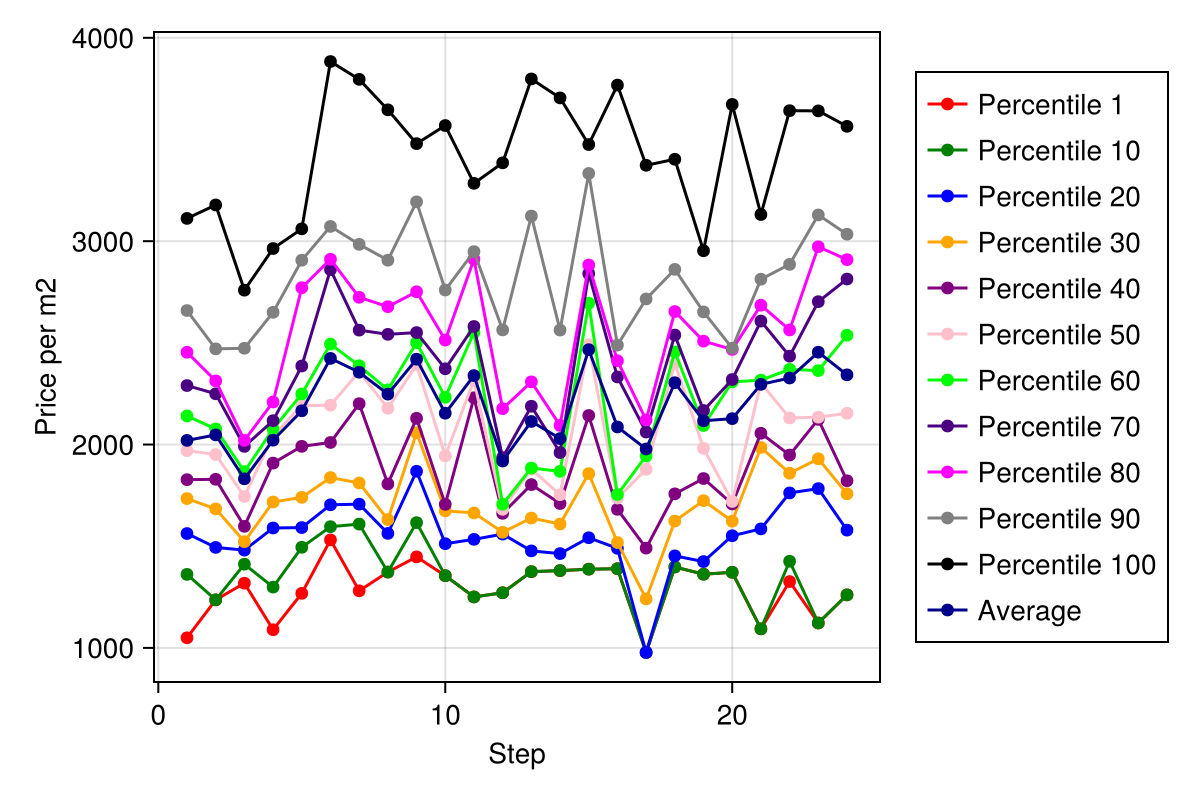 4000
3000
2000
1000
Price per m2
0
10
20
Step
Percentile 1
Percentile 10
Percentile 20
Percentile 30
Percentile 40
Percentile 50
Percentile 60
Percentile 70
Percentile 80
Percentile 90
Percentile 100
Average